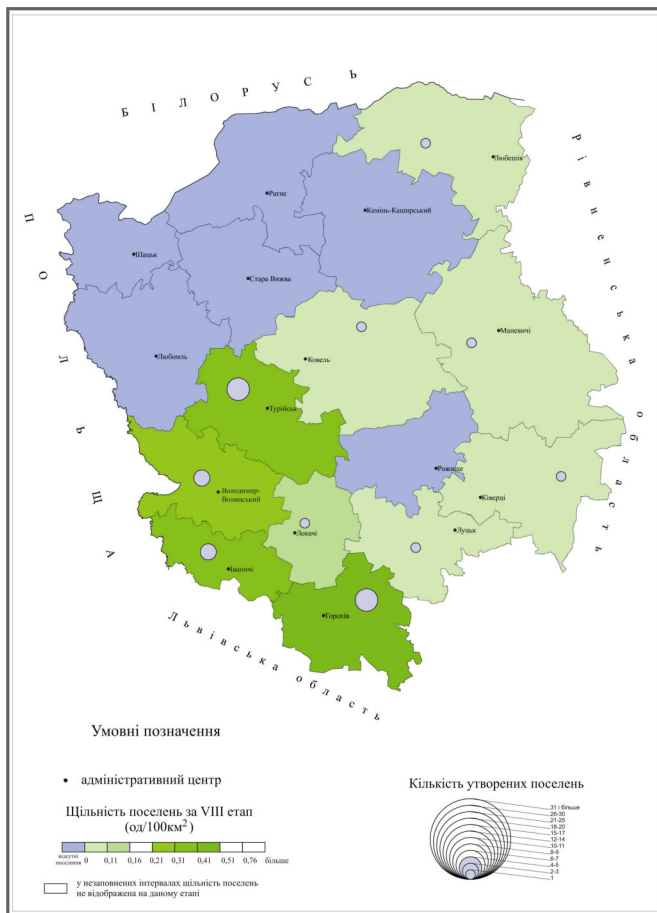 БІЛОРУСЬ
ПОЛЬЩА
Рівненська область
Любешів
Ратне
Камінь-Каширський
Шацьк
Стара Вижва
Маневичі
Любомль
Ковель
Турійськ
Рожище
Володимир-
Волинський
Ківерці
Локачі
Луцьк
Іваничі
Горохів
Львівська область
Умовні позначення
адміністративний центр
Щільність поселень за VIII етап
(од/100км²)
відсутні
поселення
0 0,11 0,16 0,21 0,31 0,41 0,51 0,76 більше
у незаповнених інтервалах щільність поселень
не відображена на даному етапі
Кількість утворених поселень
31 і більше
26-30
21-25
18-20
15-17
12-14
10-11
8-9
6-7
4-5
2-3
1